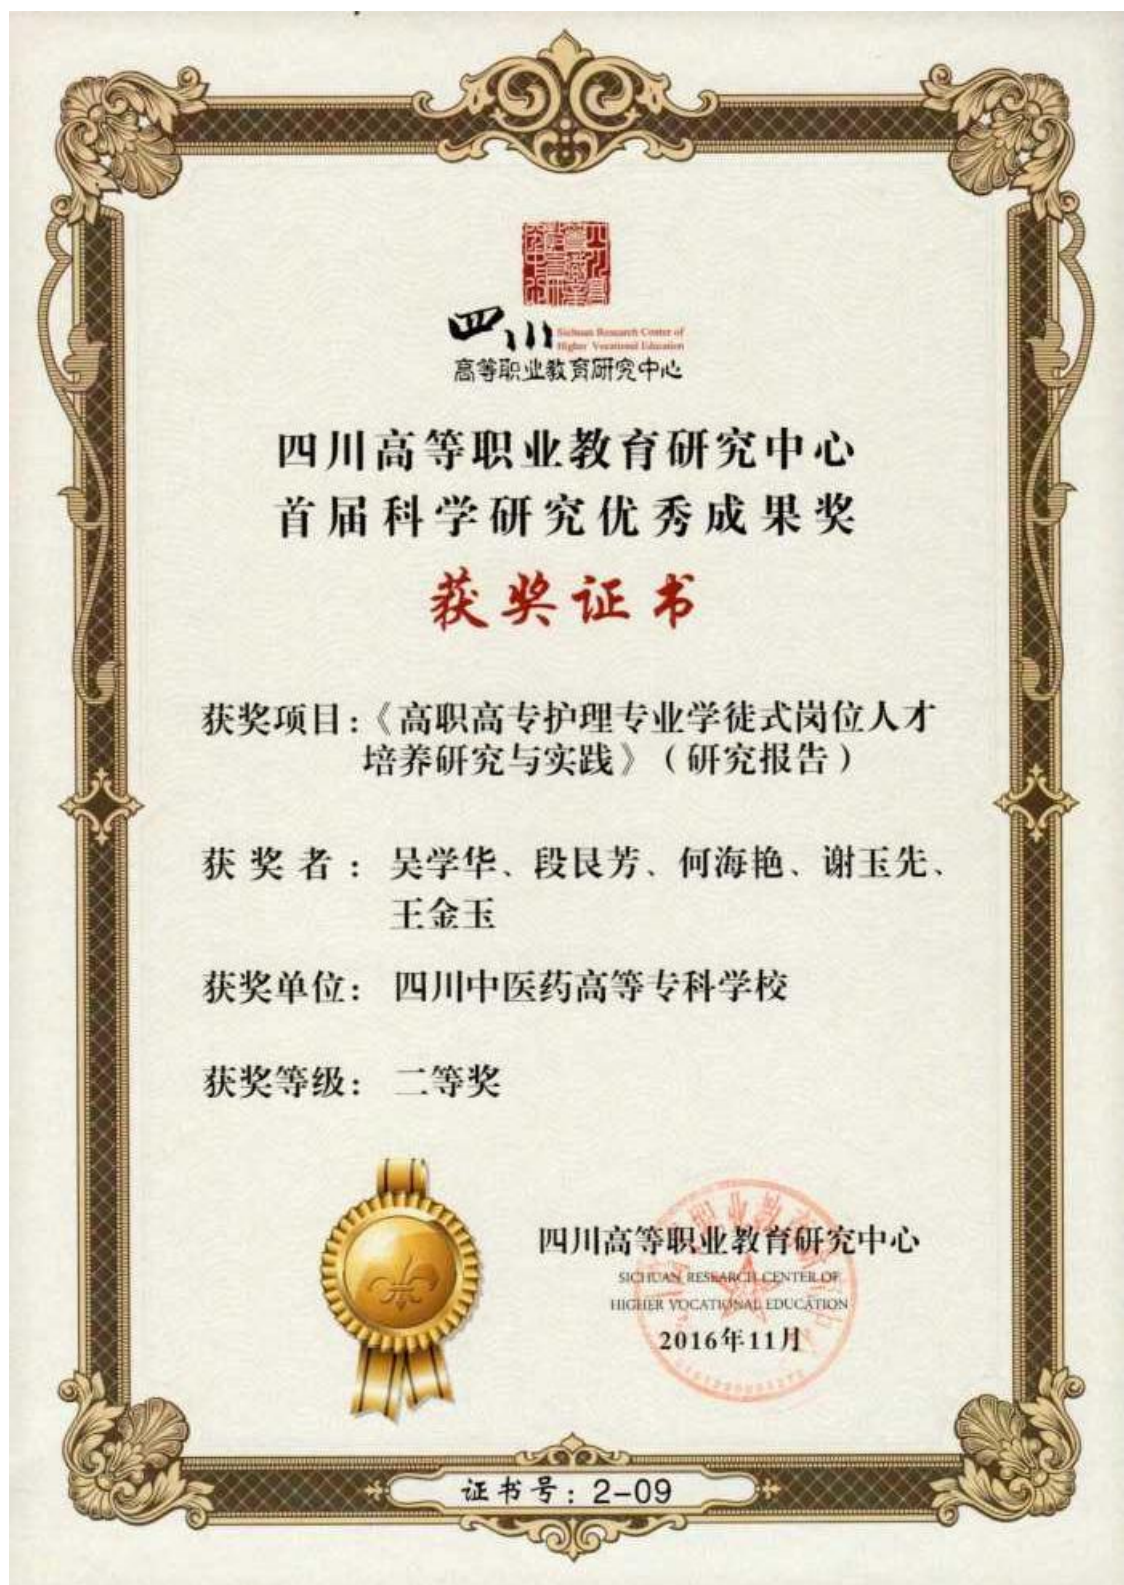 四川
Sichuan Research Center of
Higher Vocational Education
高等职业教育研究中心
四川高等职业教育研究中心
首届科学研究优秀成果奖
获奖证书
获奖项目：《高职高专护理专业学徒式岗位人才
培养研究与实践》（研究报告）
获奖者：吴学华、段艮芳、何海艳、谢玉先、
王金玉
获奖单位：四川中医药高等专科学校
获奖等级：二等奖
四川高等职业教育研究中心
SICHUAN RESEARCH CENTER OF
HIGHER VOCATIONAL EDUCATION
2016年11月
证书号：2-09